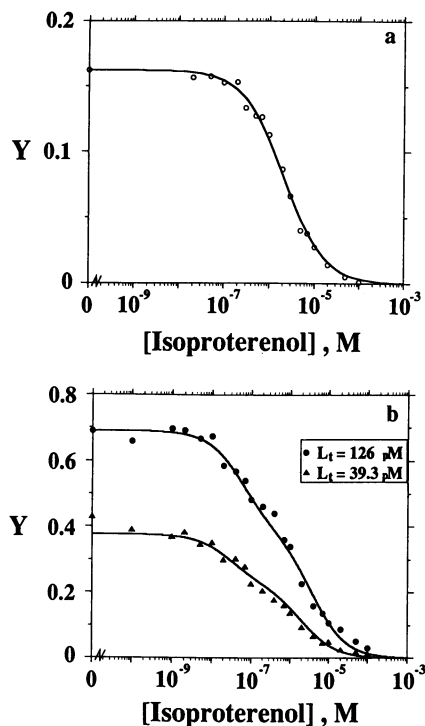 0.2
a
Y
0.1
0
0
10⁻⁹
10⁻⁷
10⁻⁵
10⁻³
[Isoproterenol] , M
0.8
b
● Lt = 126 pM
▲ Lt = 39.3 pM
0.6
Y
0.4
0.2
0
0
10⁻⁹
10⁻⁷
10⁻⁵
10⁻³
[Isoproterenol] , M